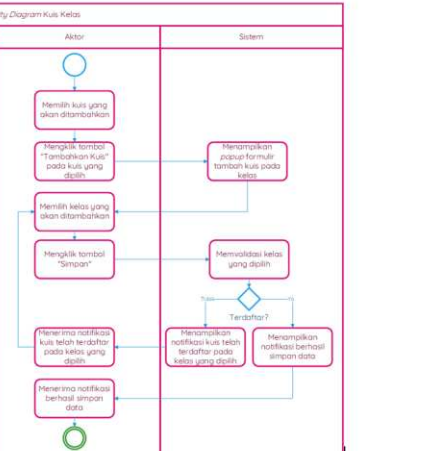 ty Diagram Kuis Kelas
Aktor
Sistem
Memilih kuis yang
akan ditambahkan
Mengklik tombol
"Tambahkan Kuis"
pada kuis yang
dipilih
Menampilkan
popup formulir
tambah kuis pada
kelas
Memilih kelas yang
akan ditambahkan
Mengklik tombol
"Simpan"
Memvalidasi kelas
yang dipilih
Terdaftar?
Menerima notifikasi
kuis telah terdaftar
pada kelas yang
dipilih
Menampilkan
notifikasi kuis telah
terdaftar pada
kelas yang dipilih
Menampilkan
notifikasi berhasil
simpan data
Menerima notifikasi
berhasil simpan
data